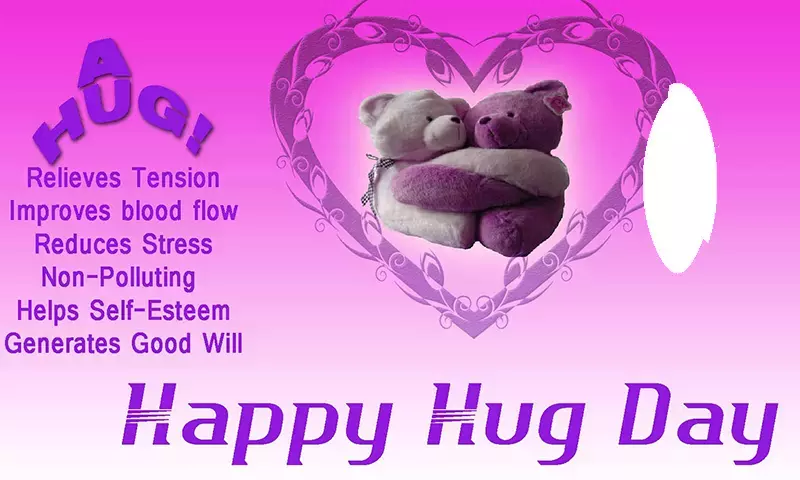 A
HUG!
Relieves Tension
Improves blood flow
Reduces Stress
Non-Polluting
Helps Self-Esteem
Generates Good Will
Happy Hug Day